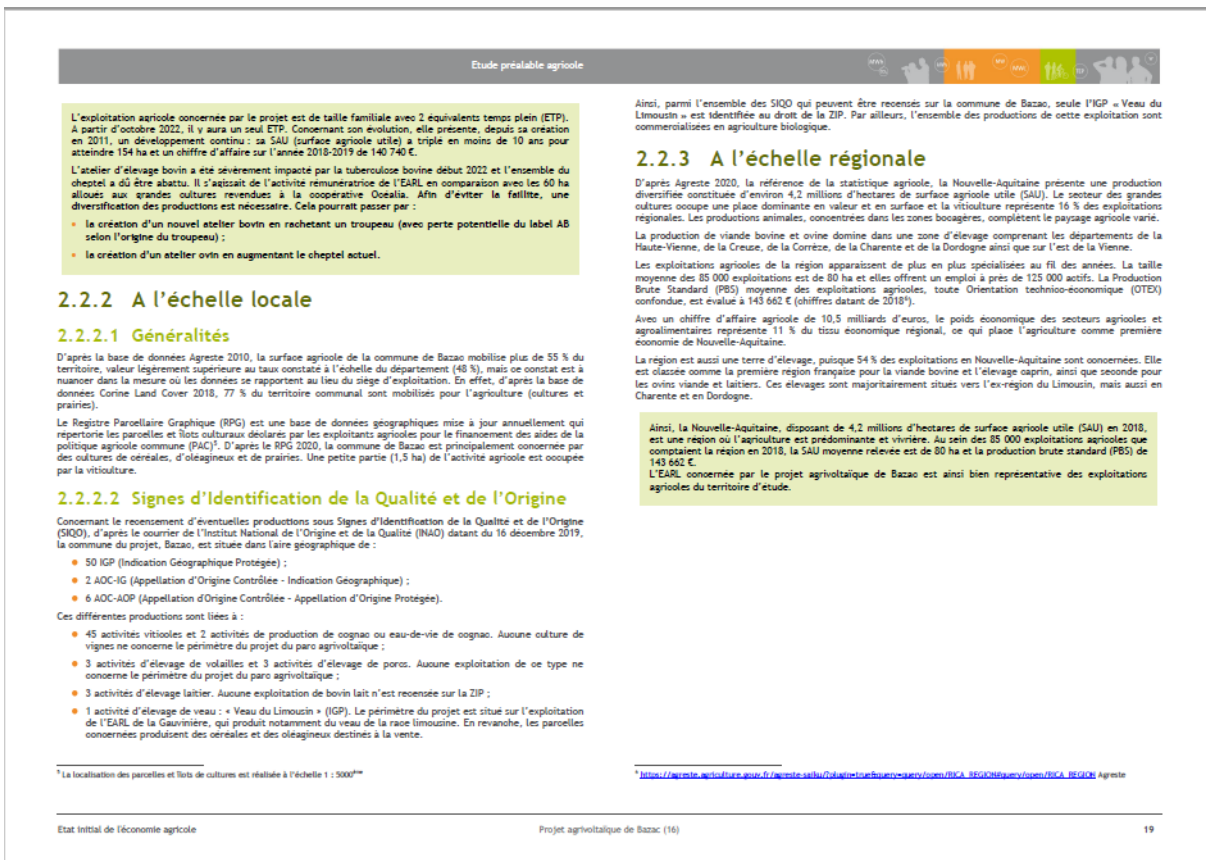 Etude préalable agricole
L'exploitation agricole concernée par le projet est de taille familiale avec 2 équivalents temps plein (ETP).
A partir d'octobre 2022, il y aura un seul ETP. Concernant son évolution, elle présente, depuis sa création
en 2011, un développement continu : sa SAU (surface agricole utile) a triplé en moins de 10 ans pour
atteindre 154 ha et un chiffre d'affaire sur l'année 2018-2019 de 140 740 €.
L'atelier d'élevage bovin a été sévèrement impacté par la tuberculose bovine début 2022 et l'ensemble du
cheptel a dû être abattu. Il s'agissait de l'activité rémunératrice de l'EARL en comparaison avec les 60 ha
alloués aux grandes cultures revendues à la coopérative Océalia. Afin d'éviter la faillite, une
diversification des productions est nécessaire. Cela pourrait passer par :
• la création d'un nouvel atelier bovin en rachetant un troupeau (avec perte potentielle du label AB
selon l'origine du troupeau) ;
• la création d'un atelier ovin en augmentant le cheptel actuel.
2.2.2 A l'échelle locale
2.2.2.1 Généralités
D'après la base de données Agreste 2010, la surface agricole de la commune de Bazac mobilise plus de 55 % du
territoire, valeur légèrement supérieure au taux constaté à l'échelle du département (48 %), mais ce constat est à
nuancer dans la mesure où les données se rapportent au lieu du siège d'exploitation. En effet, d'après la base de
données Corine Land Cover 2018, 77 % du territoire communal sont mobilisés pour l'agriculture (cultures et
prairies).
Le Registre Parcellaire Graphique (RPG) est une base de données géographiques mise à jour annuellement qui
répertorie les parcelles et îlots culturaux déclarés par les exploitants agricoles pour le financement des aides de la
politique agricole commune (PAC)⁵. D'après le RPG 2020, la commune de Bazac est principalement concernée par
des cultures de céréales, d'oléagineux et de prairies. Une petite partie (1,5 ha) de l'activité agricole est occupée
par la viticulture.
2.2.2.2 Signes d'Identification de la Qualité et de l'Origine
Concernant le recensement d'éventuelles productions sous Signes d'Identification de la Qualité et de l'Origine
(SIQO), d'après le courrier de l'Institut National de l'Origine et de la Qualité (INAO) datant du 16 décembre 2019,
la commune du projet, Bazac, est située dans l'aire géographique de :
• 50 IGP (Indication Géographique Protégée) ;
• 2 AOC-IG (Appellation d'Origine Contrôlée - Indication Géographique) ;
• 6 AOC-AOP (Appellation d'Origine Contrôlée - Appellation d'Origine Protégée).
Ces différentes productions sont liées à :
• 45 activités viticoles et 2 activités de production de cognac ou eau-de-vie de cognac. Aucune culture de
vignes ne concerne le périmètre du projet du parc agrivoltaïque ;
• 3 activités d'élevage de volailles et 3 activités d'élevage de porcs. Aucune exploitation de ce type ne
concerne le périmètre du projet du parc agrivoltaïque ;
• 3 activités d'élevage laitier. Aucune exploitation de bovin lait n'est recensée sur la ZIP ;
• 1 activité d'élevage de veau : « Veau du Limousin » (IGP). Le périmètre du projet est situé sur l'exploitation
de l'EARL de la Gauvinière, qui produit notamment du veau de la race limousine. En revanche, les parcelles
concernées produisent des céréales et des oléagineux destinés à la vente.
⁵ La localisation des parcelles et îlots de cultures est réalisée à l'échelle 1 : 5000ème
Ainsi, parmi l'ensemble des SIQO qui peuvent être recensés sur la commune de Bazac, seule l'IGP « Veau du
Limousin » est identifiée au droit de la ZIP. Par ailleurs, l'ensemble des productions de cette exploitation sont
commercialisées en agriculture biologique.
2.2.3 A l'échelle régionale
D'après Agreste 2020, la référence de la statistique agricole, la Nouvelle-Aquitaine présente une production
diversifiée constituée d'environ 4,2 millions d'hectares de surface agricole utile (SAU). Le secteur des grandes
cultures occupe une place dominante en valeur et en surface et la viticulture représente 16 % des exploitations
régionales. Les productions animales, concentrées dans les zones bocagères, complètent le paysage agricole varié.
La production de viande bovine et ovine domine dans une zone d'élevage comprenant les départements de la
Haute-Vienne, de la Creuse, de la Corrèze, de la Charente et de la Dordogne ainsi que sur l'est de la Vienne.
Les exploitations agricoles de la région apparaissent de plus en plus spécialisées au fil des années. La taille
moyenne des 85 000 exploitations est de 80 ha et elles offrent un emploi à près de 125 000 actifs. La Production
Brute Standard (PBS) moyenne des exploitations agricoles, toute Orientation technico-économique (OTEX)
confondue, est évalué à 143 662 € (chiffres datant de 2018⁶).
Avec un chiffre d'affaire agricole de 10,5 milliards d'euros, le poids économique des secteurs agricoles et
agroalimentaires représente 11 % du tissu économique régional, ce qui place l'agriculture comme première
économie de Nouvelle-Aquitaine.
La région est aussi une terre d'élevage, puisque 54 % des exploitations en Nouvelle-Aquitaine sont concernées. Elle
est classée comme la première région française pour la viande bovine et l'élevage caprin, ainsi que seconde pour
les ovins viande et laitiers. Ces élevages sont majoritairement situés vers l'ex-région du Limousin, mais aussi en
Charente et en Dordogne.
Ainsi, la Nouvelle-Aquitaine, disposant de 4,2 millions d'hectares de surface agricole utile (SAU) en 2018,
est une région où l'agriculture est prédominante et vivrière. Au sein des 85 000 exploitations agricoles que
comptaient la région en 2018, la SAU moyenne relevée est de 80 ha et la production brute standard (PBS) de
143 662 €.
L'EARL concernée par le projet agrivoltaïque de Bazac est ainsi bien représentative des exploitations
agricoles du territoire d'étude.
⁶ https://agreste.agriculture.gouv.fr/agreste-saiku/?plugin=true&query=query/open/RICA_REGION#query/open/RICA_REGION Agreste
Etat initial de l'économie agricole
Projet agrivoltaïque de Bazac (16)
19